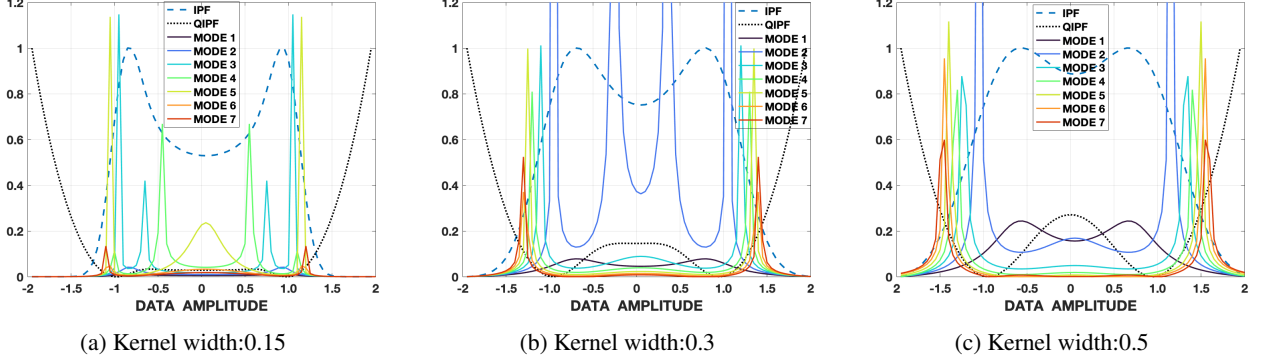 1.2
1
0.8
0.6
0.4
0.2
0
-2
-1.5
-1
-0.5
0
0.5
1
1.5
2
IPF
QIPF
MODE 1
MODE 2
MODE 3
MODE 4
MODE 5
MODE 6
MODE 7
DATA AMPLITUDE
(a) Kernel width:0.15
1.2
1
0.8
0.6
0.4
0.2
0
-2
-1.5
-1
-0.5
0
0.5
1
1.5
2
IPF
QIPF
MODE 1
MODE 2
MODE 3
MODE 4
MODE 5
MODE 6
MODE 7
DATA AMPLITUDE
(b) Kernel width:0.3
1.2
1
0.8
0.6
0.4
0.2
0
-2
-1.5
-1.0
-0.5
0
0.5
1.0
1.5
2
IPF
QIPF
MODE 1
MODE 2
MODE 3
MODE 4
MODE 5
MODE 6
MODE 7
DATA AMPLITUDE
(c) Kernel width:0.5